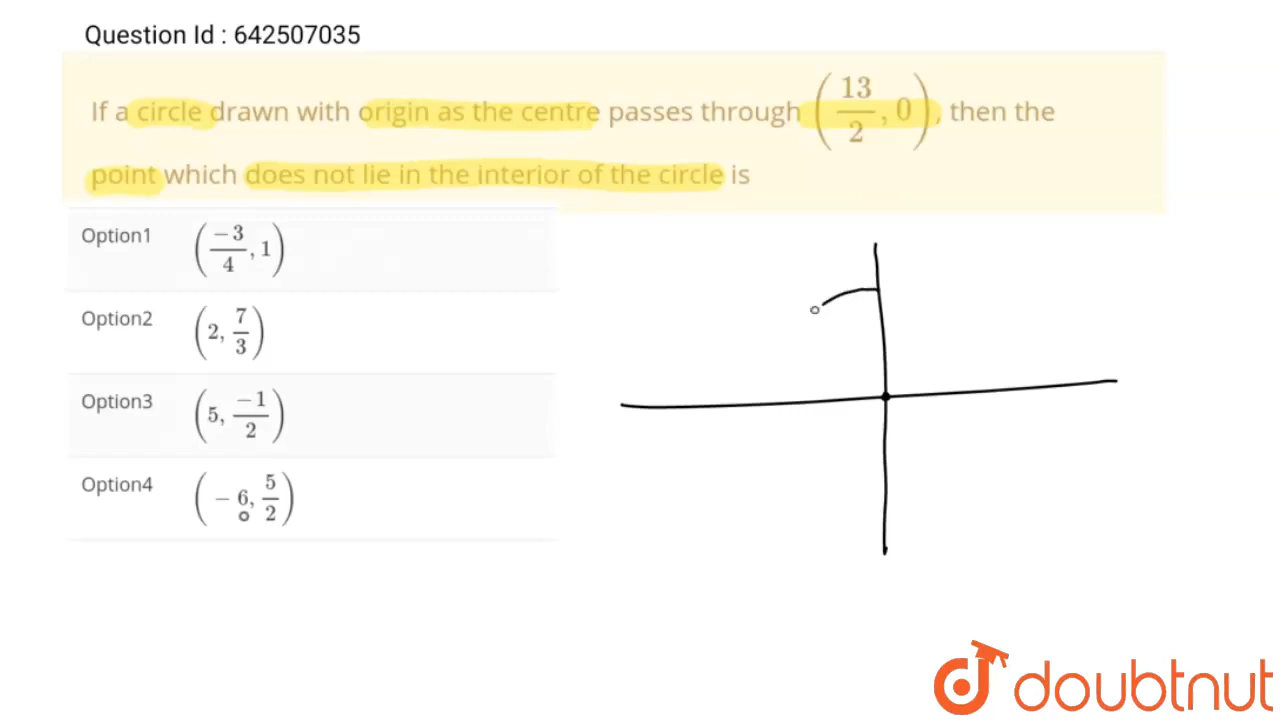 Question Id : 642507035
If a circle drawn with origin as the centre passes through (13/2, 0), then the
point which does not lie in the interior of the circle is
Option1 (-3/4, 1)
Option2 (2, 7/3)
Option3 (5, -1/2)
Option4 (-6, 5/2)
doubtnut